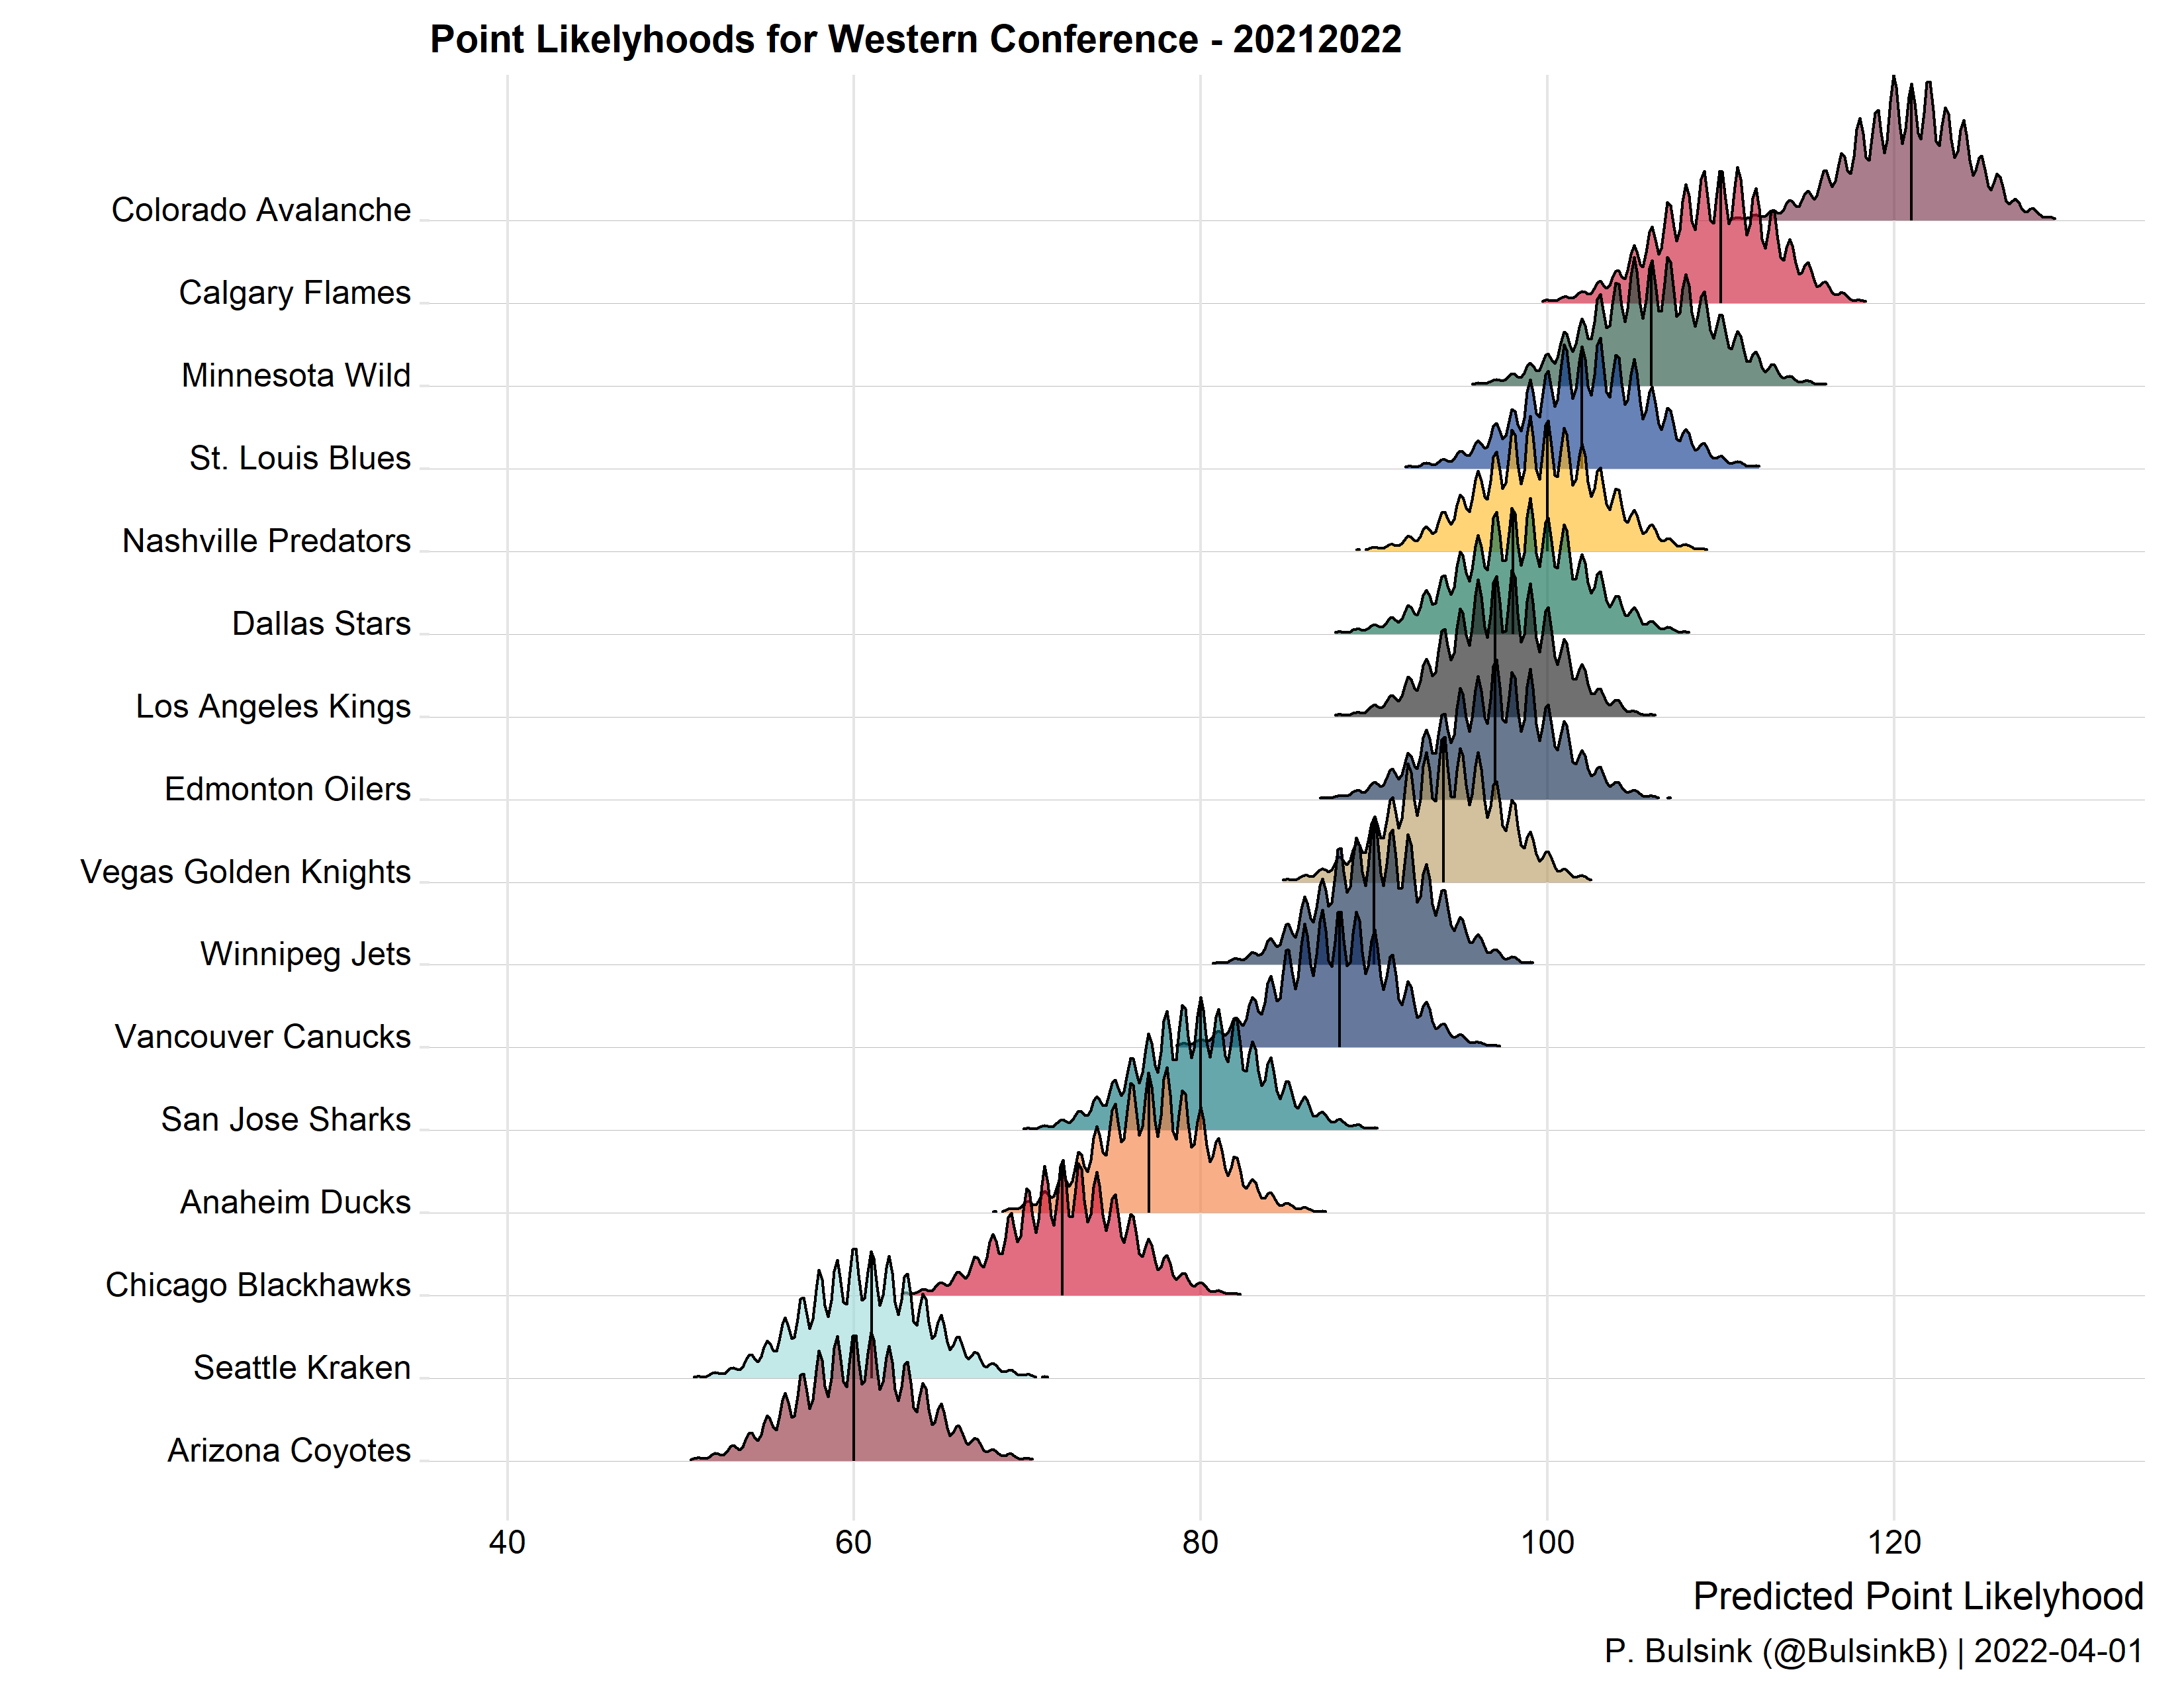 Point Likelyhoods for Western Conference - 20212022
Colorado Avalanche
Calgary Flames
Minnesota Wild
St. Louis Blues
Nashville Predators
Dallas Stars
Los Angeles Kings
Edmonton Oilers
Vegas Golden Knights
Winnipeg Jets
Vancouver Canucks
San Jose Sharks
Anaheim Ducks
Chicago Blackhawks
Seattle Kraken
Arizona Coyotes
40 60 80 100 120
Predicted Point Likelyhood
P. Bulsink (@BulsinkB) | 2022-04-01